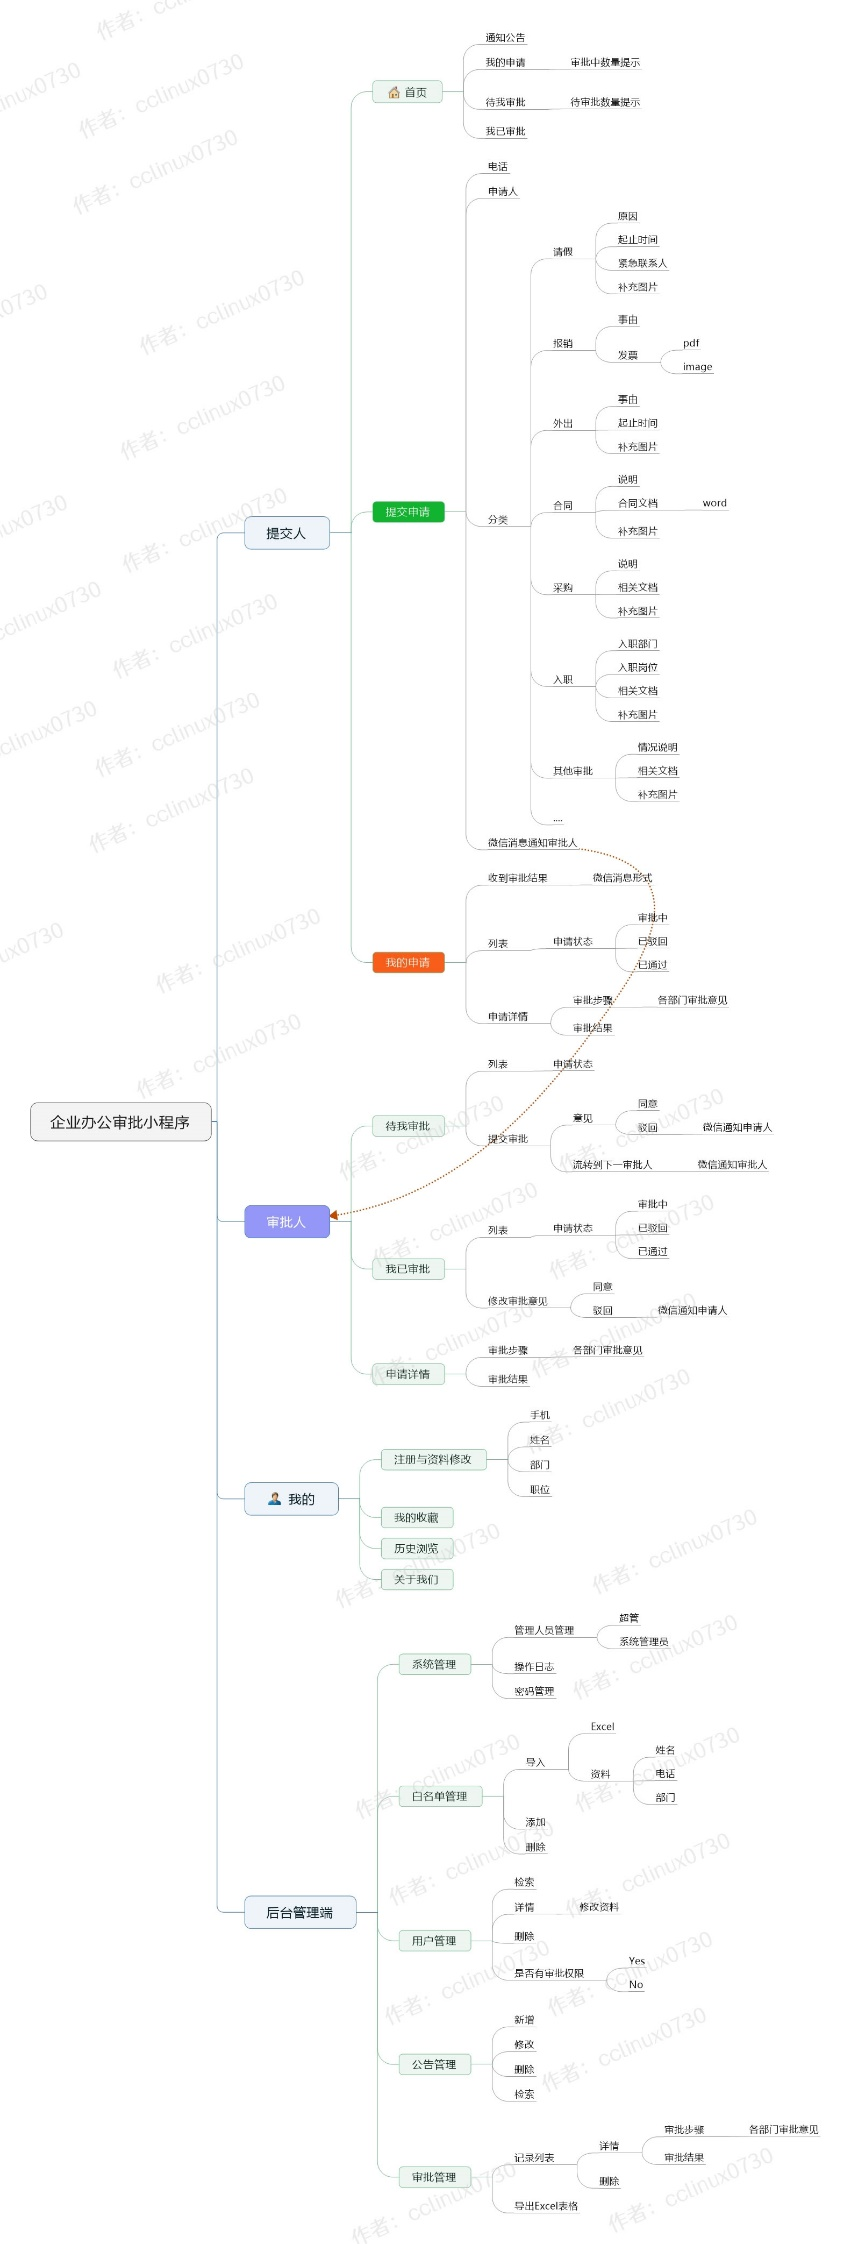 通知公告
我的申请
审批中数量提示
首页
待我审批
待审批数量提示
我已审批
电话
申请人
原因
起止时间
请假
紧急联系人
补充图片
事由
报销
发票
pdf
image
事由
外出
起止时间
补充图片
说明
合同
合同文档
word
补充图片
提交申请
分类
提交人
说明
采购
相关文档
补充图片
入职部门
入职岗位
入职
相关文档
补充图片
情况说明
其他审批
相关文档
补充图片
....
微信消息通知审批人
收到审批结果
微信消息形式
审批中
列表
申请状态
已驳回
已通过
我的申请
审批步骤
各部门审批意见
申请详情
审批结果
企业办公审批小程序
列表
申请状态
待我审批
同意
意见
驳回
微信通知申请人
提交审批
流转到下一审批人
微信通知审批人
审批人
审批中
列表
申请状态
已驳回
已通过
我已审批
同意
修改审批意见
驳回
微信通知申请人
审批步骤
各部门审批意见
申请详情
审批结果
手机
姓名
注册与资料修改
部门
职位
我的
我的收藏
历史浏览
关于我们
超管
管理人员管理
系统管理员
系统管理
操作日志
密码管理
Excel
导入
姓名
资料
电话
部门
白名单管理
添加
删除
后台管理端
检索
详情
修改资料
用户管理
删除
是否有审批权限
Yes
No
新增
修改
公告管理
删除
检索
审批步骤
各部门审批意见
详情
记录列表
审批结果
审批管理
删除
导出Excel表格
作者：cclinux0730